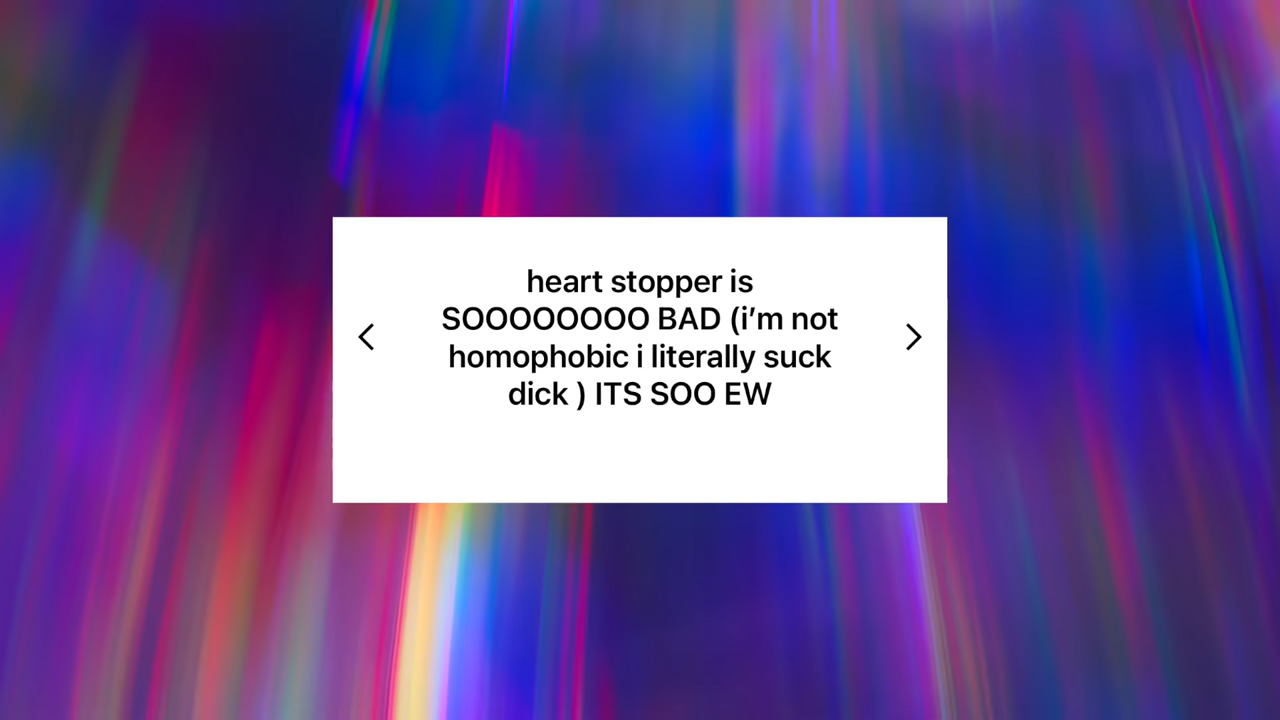 heart stopper is
SOOOOOOOO BAD (i’m not
homophobic i literally suck
dick ) ITS SOO EW